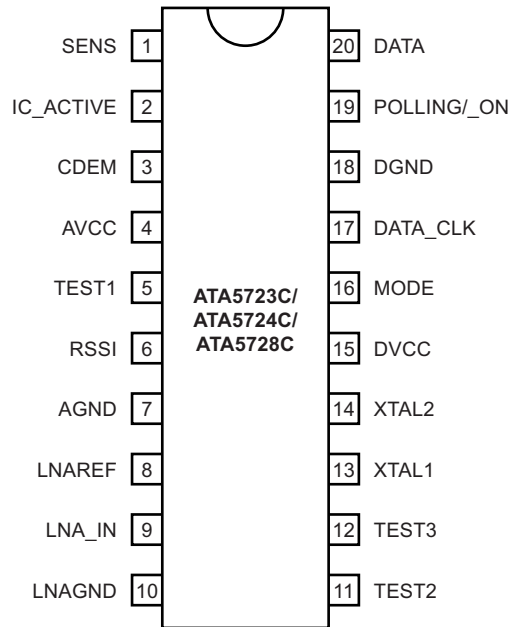 SENS 1 20 DATA
IC_ACTIVE 2 19 POLLING/_ON
CDEM 3 18 DGND
AVCC 4 17 DATA_CLK
TEST1 5 16 MODE
ATA5723C/
ATA5724C/
ATA5728C
RSSI 6 15 DVCC
AGND 7 14 XTAL2
LNAREF 8 13 XTAL1
LNA_IN 9 12 TEST3
LNAGND 10 11 TEST2